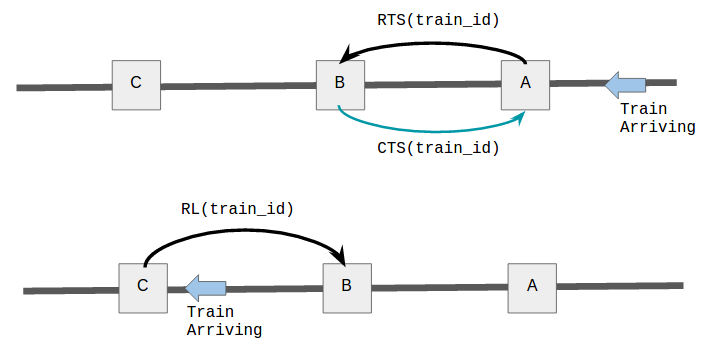 RTS(train_id)
C
B
A
Train
Arriving
CTS(train_id)
RL(train_id)
C
B
A
Train
Arriving